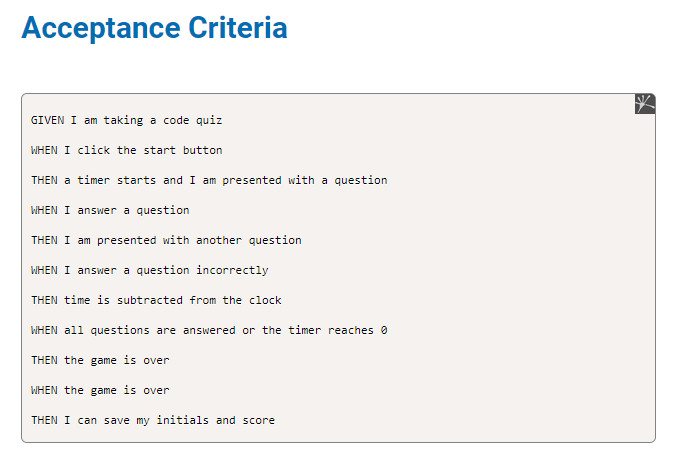 Acceptance Criteria
GIVEN I am taking a code quiz
WHEN I click the start button
THEN a timer starts and I am presented with a question
WHEN I answer a question
THEN I am presented with another question
WHEN I answer a question incorrectly
THEN time is subtracted from the clock
WHEN all questions are answered or the timer reaches 0
THEN the game is over
WHEN the game is over
THEN I can save my initials and score